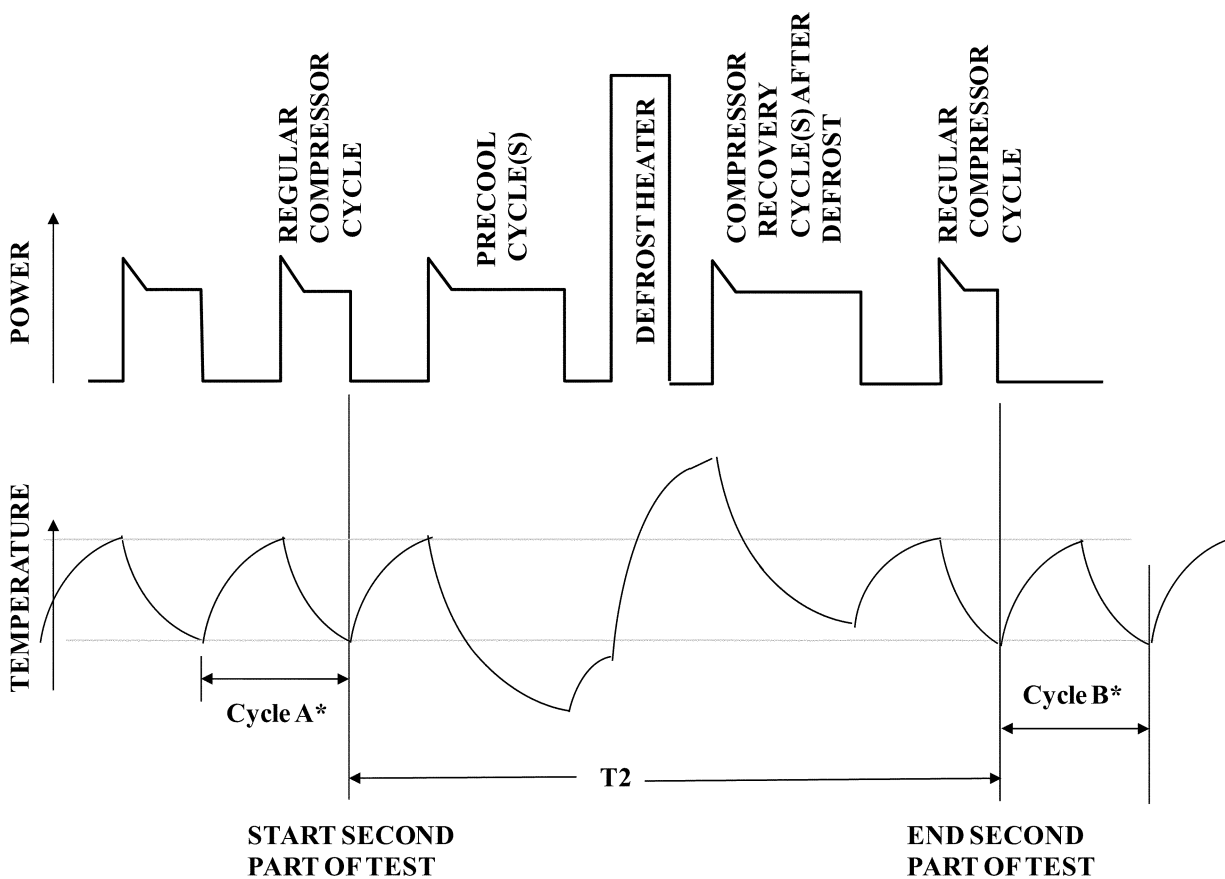 REGULAR
COMPRESSOR
CYCLE
PRECOOL
CYCLE(S)
DEFROST HEATER
COMPRESSOR
RECOVERY
CYCLE(S) AFTER
DEFROST
REGULAR
COMPRESSOR
CYCLE
POWER
TEMPERATURE
Cycle A*
Cycle B*
T2
START SECOND
PART OF TEST
END SECOND
PART OF TEST